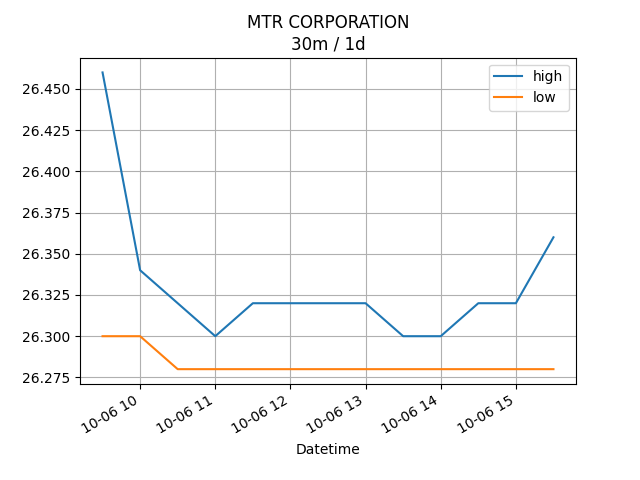 MTR CORPORATION
30m / 1d
high
low
26.450
26.425
26.400
26.375
26.350
26.325
26.300
26.275
10-06 10
10-06 11
10-06 12
10-06 13
10-06 14
10-06 15
Datetime